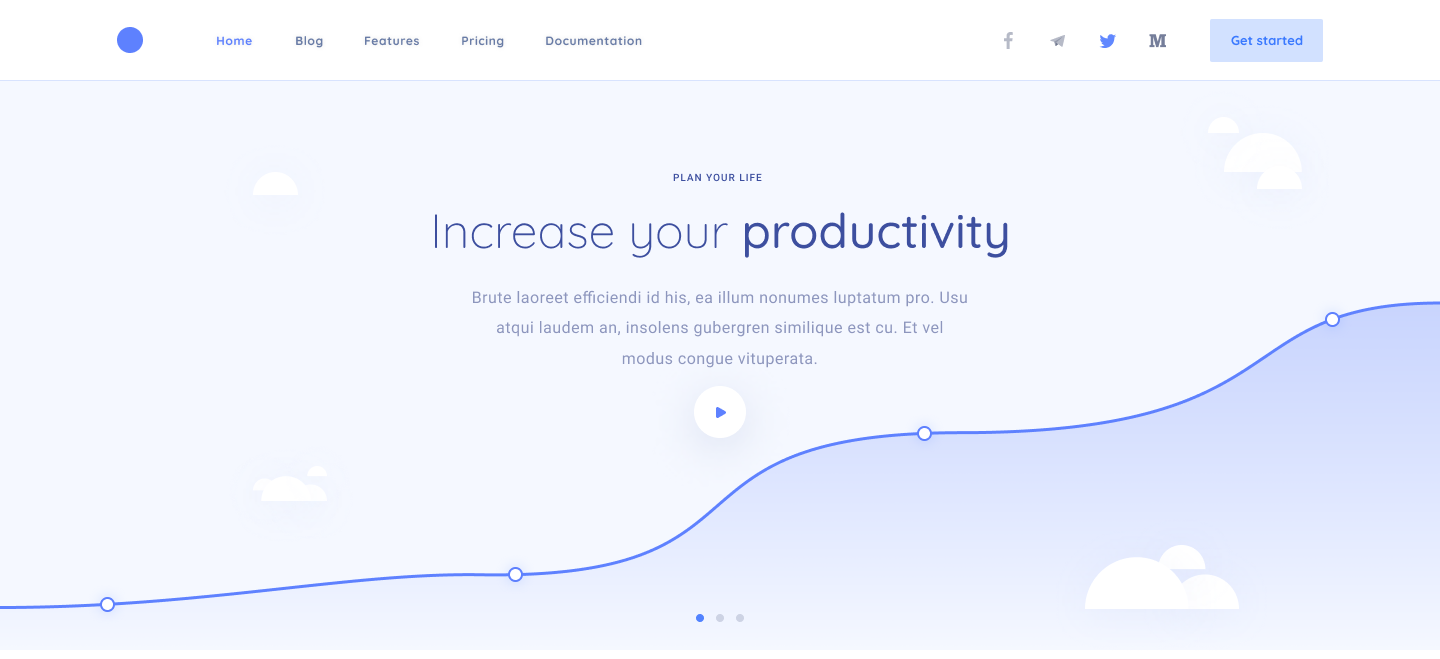 Home Blog Features Pricing Documentation M Get started
PLAN YOUR LIFE
Increase your productivity
Brute laoreet efficiendi id his, ea illum nonumes luptatum pro. Usu
atqui laudem an, insolens gubergren similique est cu. Et vel
modus congue vituperata.